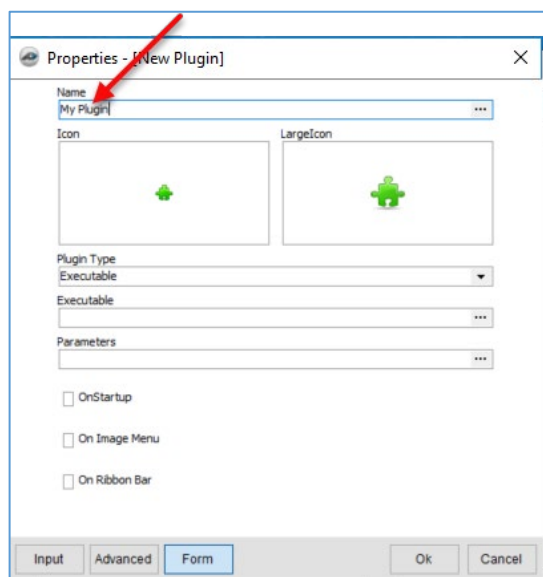 Properties - [New Plugin]
Name
My Plugin
...
Icon
LargeIcon
Plugin Type
Executable
Executable
...
Parameters
...
OnStartup
On Image Menu
On Ribbon Bar
Input
Advanced
Form
Ok
Cancel